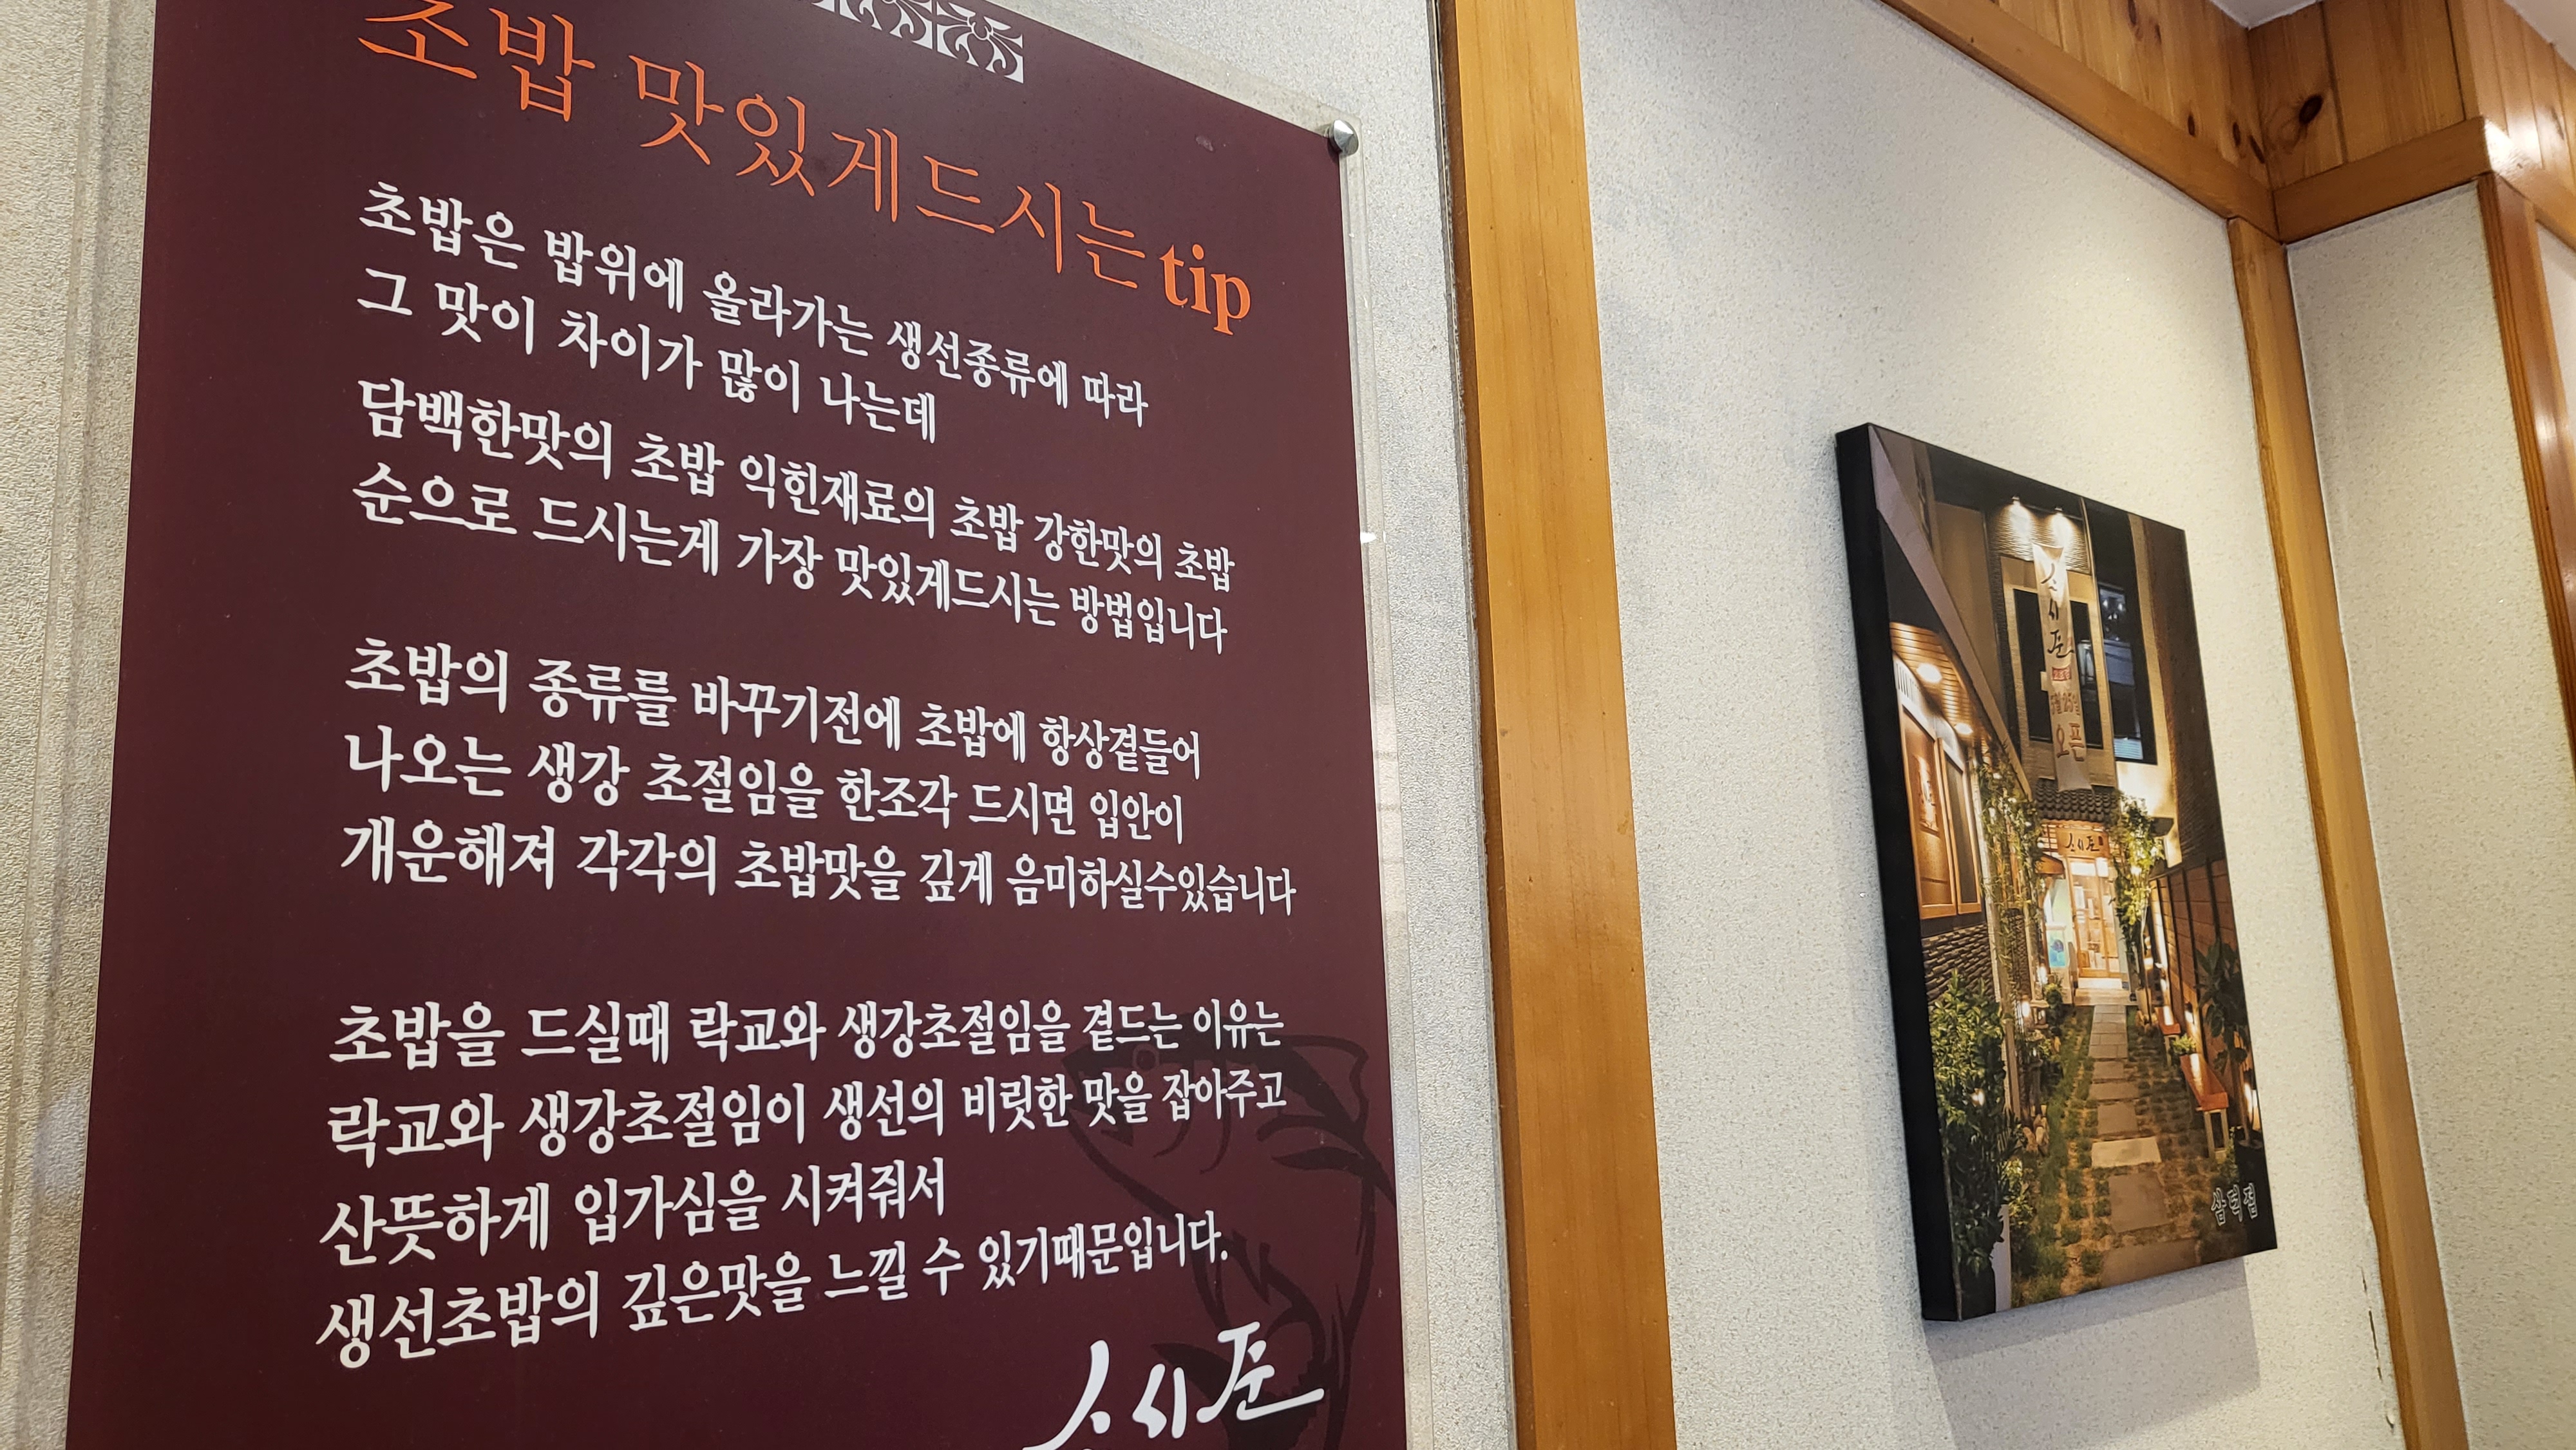 초밥 맛있게드시는 tip
초밥은 밥위에 올라가는 생선종류에 따라
그 맛이 차이가 많이 나는데
담백한맛의 초밥 익힌재료의 초밥 강한맛의 초밥
순으로 드시는게 가장 맛있게드시는 방법입니다
초밥의 종류를 바꾸기전에 초밥에 항상곁들어
나오는 생강 초절임을 한조각 드시면 입안이
개운해져 각각의 초밥맛을 깊게 음미하실수있습니다
초밥을 드실때 락교와 생강초절임을 곁드는 이유는
락교와 생강초절임이 생선의 비릿한 맛을 잡아주고
산뜻하게 입가심을 시켜줘서
생선초밥의 깊은맛을 느낄 수 있기때문입니다.
스시준
스시준
오픈
스시준
삼덕점